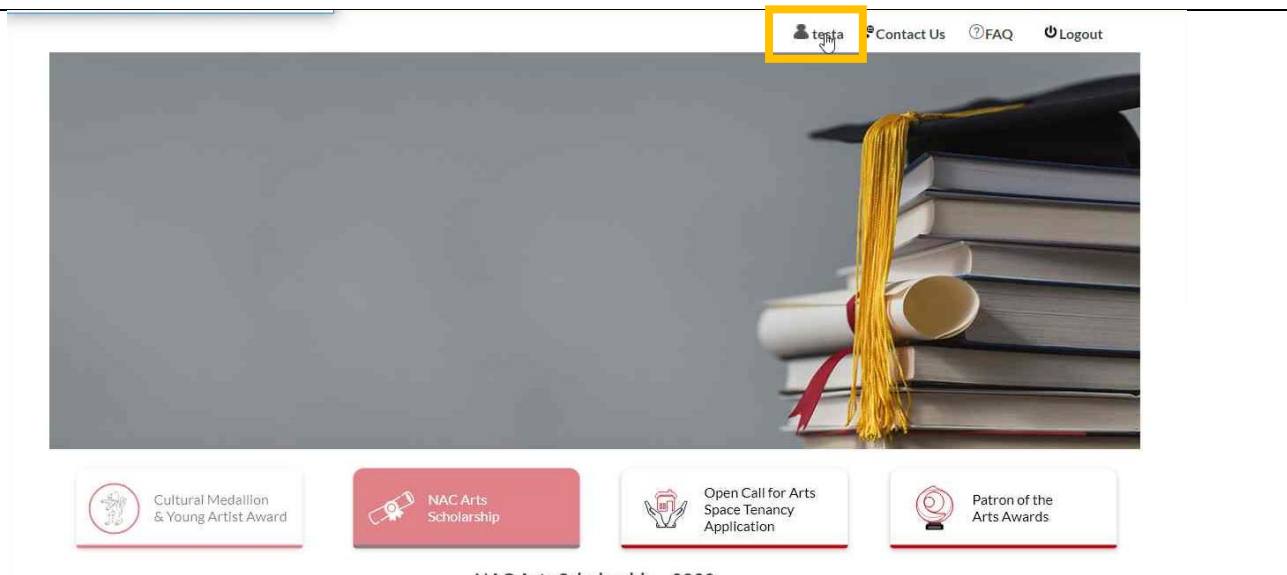 testa Contact Us FAQ Logout
Cultural Medallion
& Young Artist Award
NAC Arts
Scholarship
Open Call for Arts
Space Tenancy
Application
Patron of the
Arts Awards